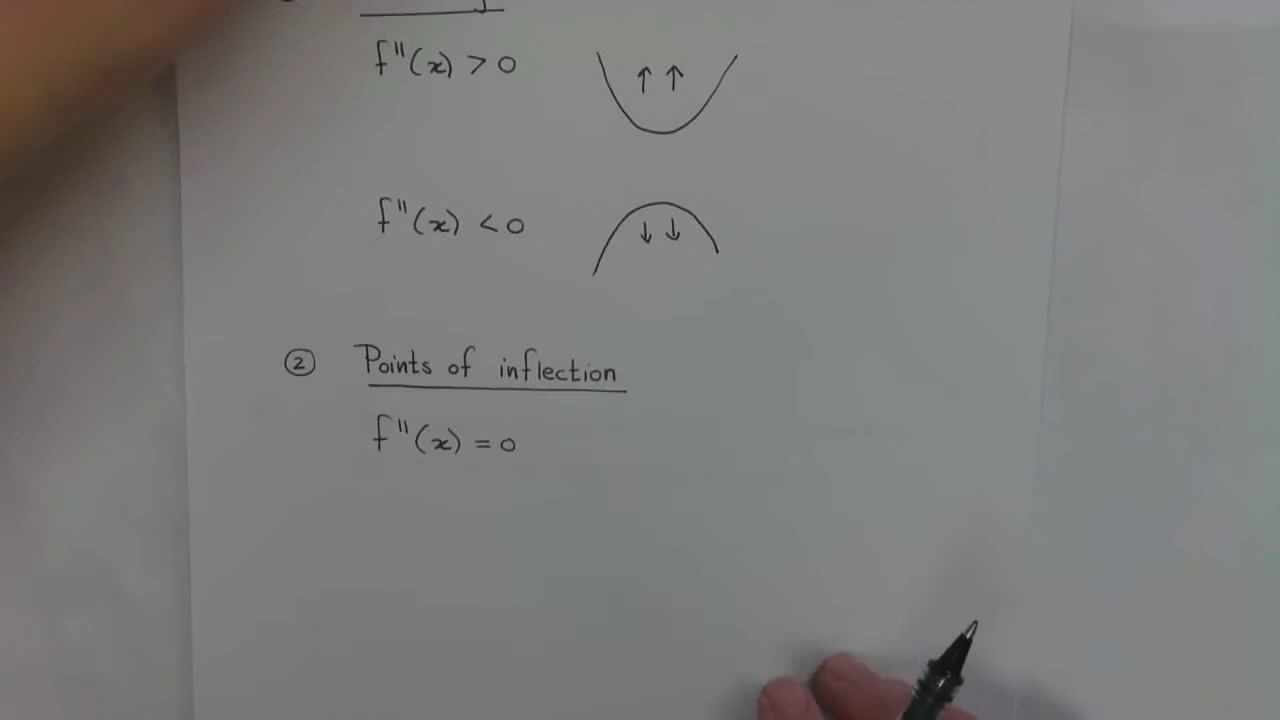 f''(x) > 0
↑ ↑
f''(x) < 0
↓ ↓
② Points of inflection
f''(x) = 0